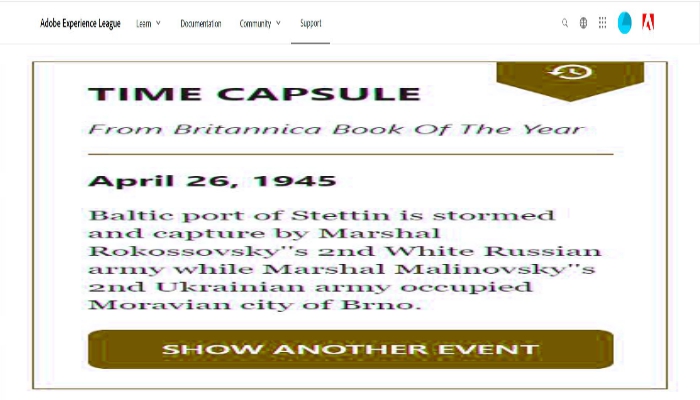 Adobe Experience League Learn Documentation Community Support
TIME CAPSULE
From Britannica Book Of The Year
April 26, 1945
Baltic port of Stettin is stormed
and capture by Marshal
Rokossovsky"s 2nd White Russian
army while Marshal Malinovsky"s
2nd Ukrainian army occupied
Moravian city of Brno.
SHOW ANOTHER EVENT